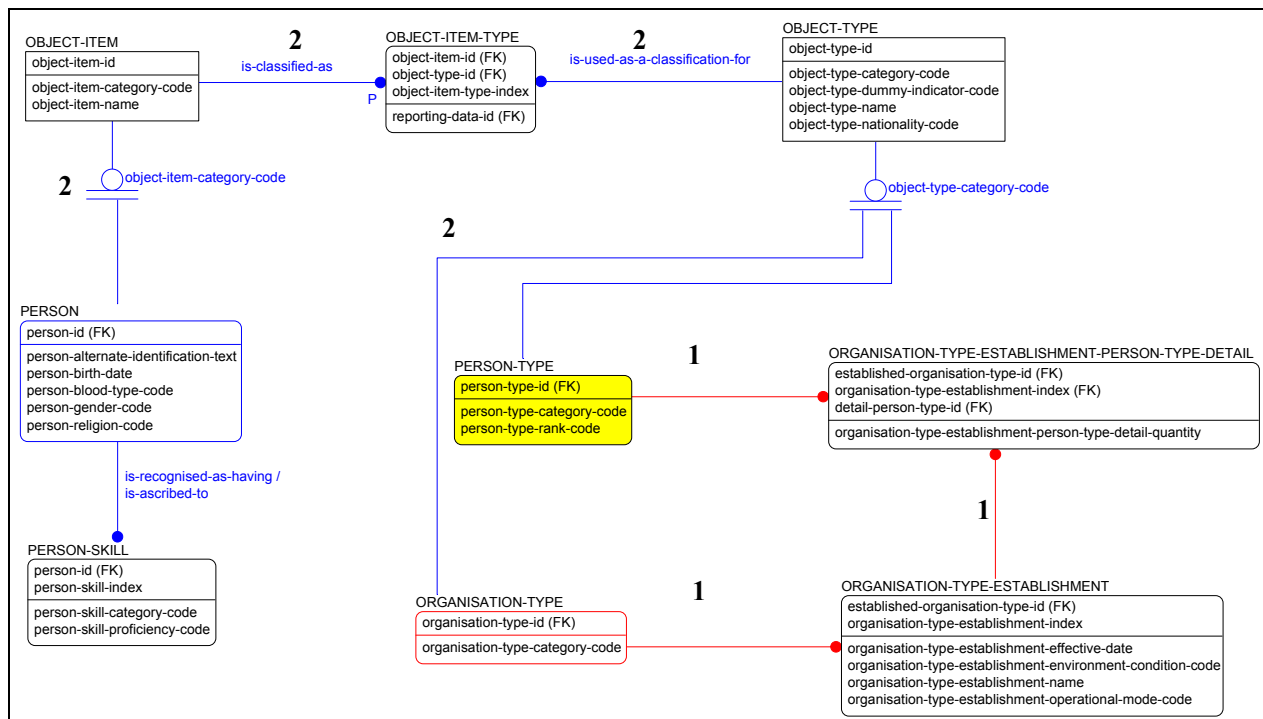 OBJECT-ITEM
object-item-id
object-item-category-code
object-item-name
2
is-classified-as
P
OBJECT-ITEM-TYPE
object-item-id (FK)
object-type-id (FK)
object-item-type-index
reporting-data-id (FK)
2
is-used-as-a-classification-for
OBJECT-TYPE
object-type-id
object-type-category-code
object-type-dummy-indicator-code
object-type-name
object-type-nationality-code
2
object-item-category-code
object-type-category-code
2
PERSON
person-id (FK)
person-alternate-identification-text
person-birth-date
person-blood-type-code
person-gender-code
person-religion-code
PERSON-TYPE
person-type-id (FK)
person-type-category-code
person-type-rank-code
1
ORGANISATION-TYPE-ESTABLISHMENT-PERSON-TYPE-DETAIL
established-organisation-type-id (FK)
organisation-type-establishment-index (FK)
detail-person-type-id (FK)
organisation-type-establishment-person-type-detail-quantity
is-recognised-as-having /
is-ascribed-to
1
PERSON-SKILL
person-id (FK)
person-skill-index
person-skill-category-code
person-skill-proficiency-code
ORGANISATION-TYPE
organisation-type-id (FK)
organisation-type-category-code
1
ORGANISATION-TYPE-ESTABLISHMENT
established-organisation-type-id (FK)
organisation-type-establishment-index
organisation-type-establishment-effective-date
organisation-type-establishment-environment-condition-code
organisation-type-establishment-name
organisation-type-establishment-operational-mode-code